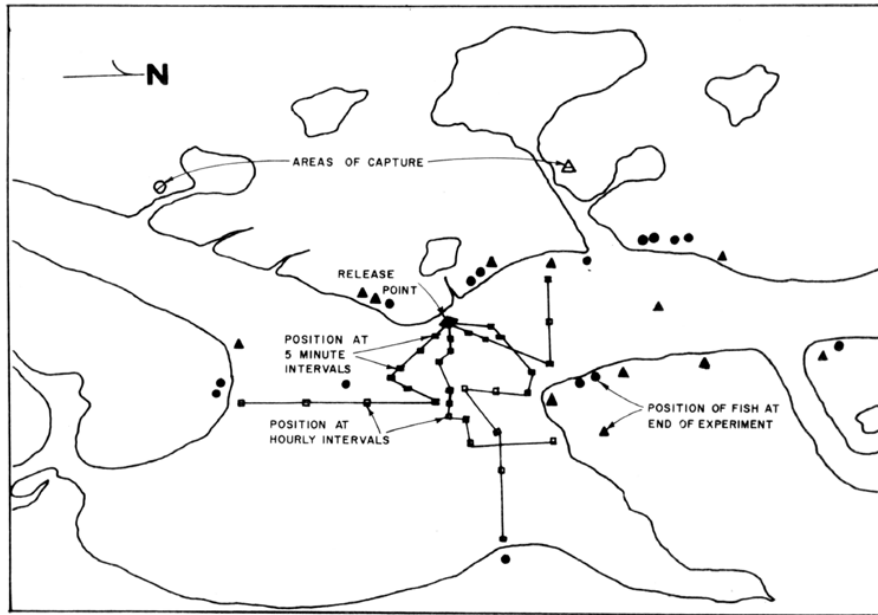 N
AREAS OF CAPTURE
RELEASE
POINT
POSITION AT
5 MINUTE
INTERVALS
POSITION AT
HOURLY INTERVALS
POSITION OF FISH AT
END OF EXPERIMENT